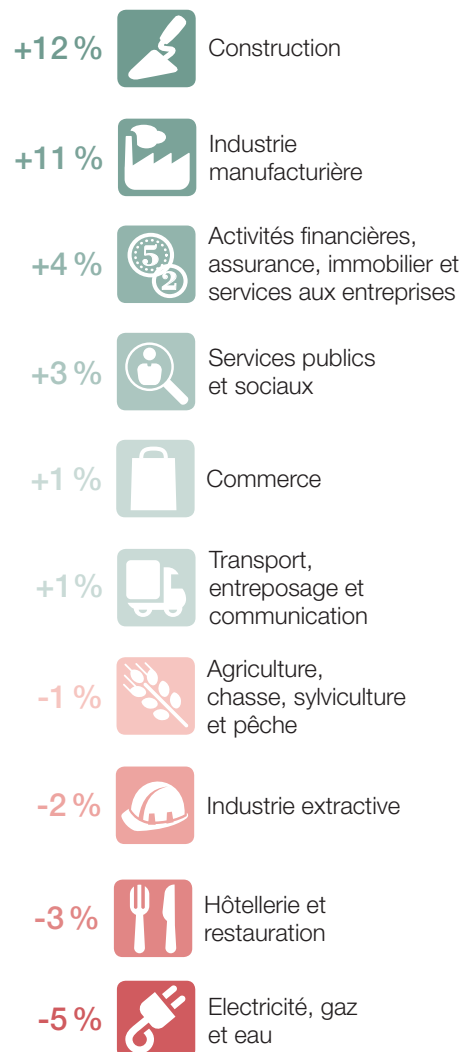 +12 %
Construction
+11 %
Industrie
manufacturière
+4 %
5
2
Activités financières,
assurance, immobilier et
services aux entreprises
+3 %
Services publics
et sociaux
+1 %
Commerce
+1 %
Transport,
entreposage et
communication
-1 %
Agriculture,
chasse, sylviculture
et pêche
-2 %
Industrie extractive
-3 %
Hôtellerie et
restauration
-5 %
Electricité, gaz
et eau